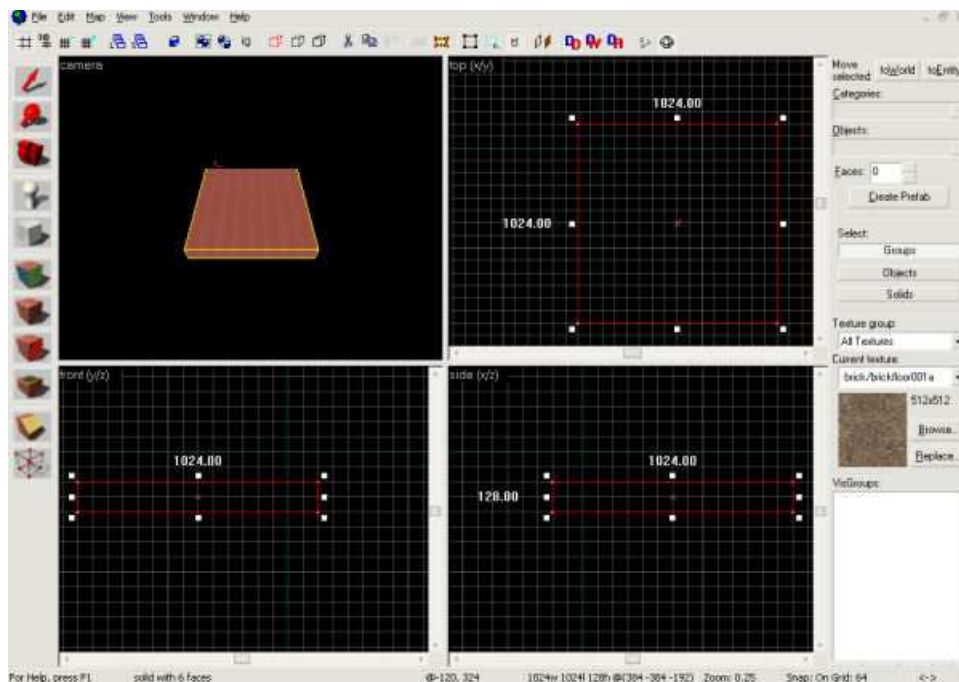 File Edit Map View Tools Window Help
camera
top (x/y)
1024.00
1024.00
front (y/z)
1024.00
side (x/z)
1024.00
128.00
Move selected: toWorld toEntity
Categories:
Objects:
Faces: 0
Create Prefab
Select:
Groups
Objects
Solids
Texture group:
All Textures
Current texture:
brick/brickfloor001a
512x512
Browse..
Replace..
VisGroups:
For Help, press F1 solid with 6 faces @-120, 324 1024w 1024l 128h @(384 -384 -192) Zoom: 0.25 Snap: On Grid: 64 <->